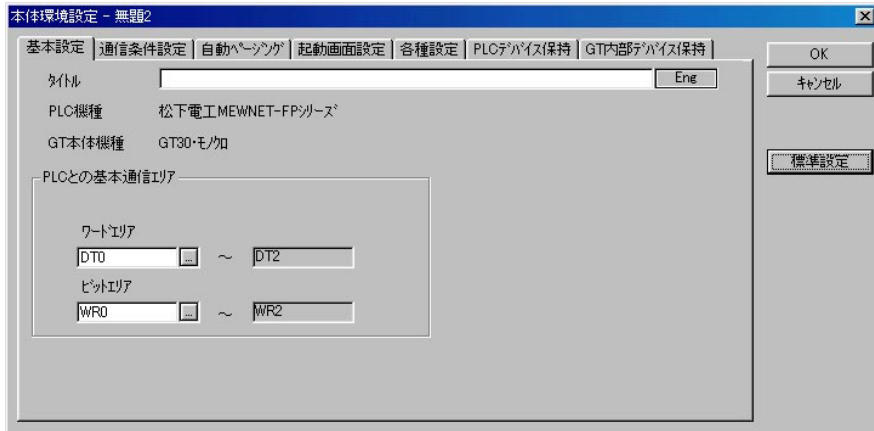 本体環境設定 - 無題2
基本設定 通信条件設定 自動ﾍﾟｰｼﾞﾝｸﾞ 起動画面設定 各種設定 PLCﾃﾞﾊﾞｲｽ保持 GT内部ﾃﾞﾊﾞｲｽ保持
OK
ﾀｲﾄﾙ Eng
ｷｬﾝｾﾙ
PLC機種 松下電工MEWNET-FPｼﾘｰｽﾞ
GT本体機種 GT30・ﾓﾉｸﾛ
標準設定
PLCとの基本通信ｴﾘｱ
ﾜｰﾄﾞｴﾘｱ
DT0 ... ～ DT2
ﾋﾞｯﾄｴﾘｱ
WR0 ... ～ WR2